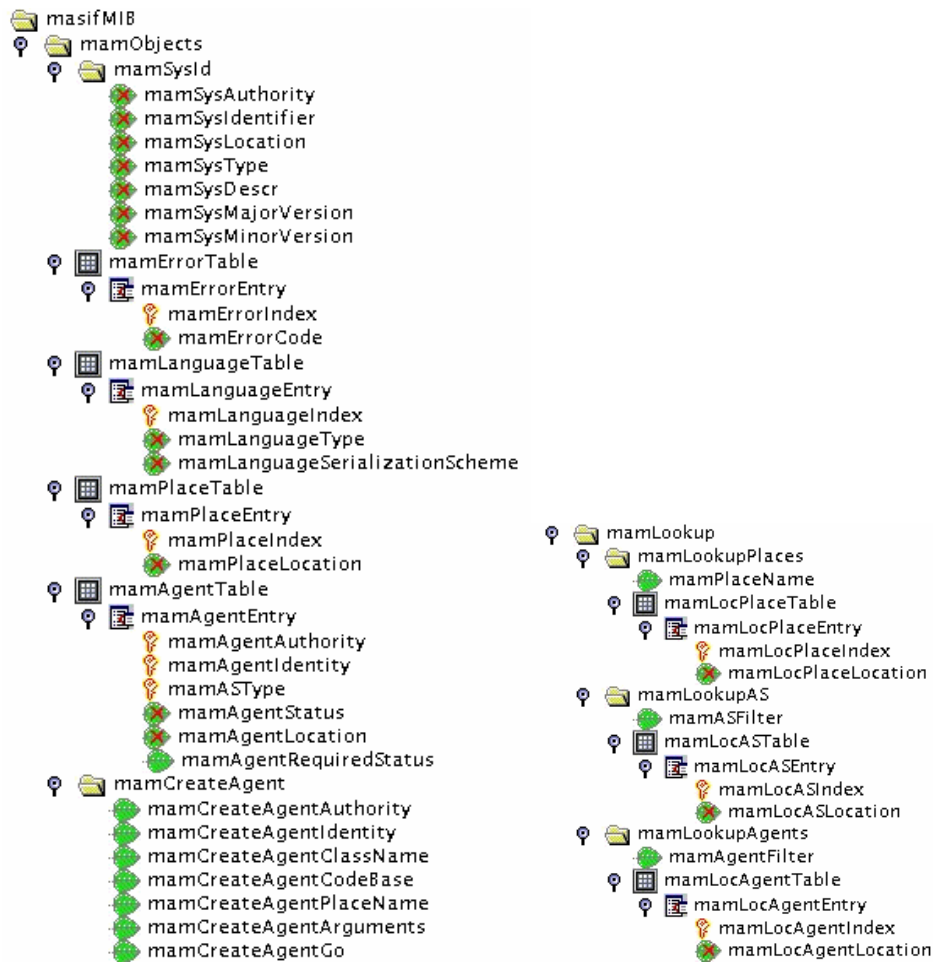 masifMIB
mamObjects
mamSysId
mamSysAuthority
mamSysIdentifier
mamSysLocation
mamSysType
mamSysDescr
mamSysMajorVersion
mamSysMinorVersion
mamErrorTable
mamErrorEntry
mamErrorIndex
mamErrorCode
mamLanguageTable
mamLanguageEntry
mamLanguageIndex
mamLanguageType
mamLanguageSerializationScheme
mamPlaceTable
mamPlaceEntry
mamPlaceIndex
mamPlaceLocation
mamAgentTable
mamAgentEntry
mamAgentAuthority
mamAgentIdentity
mamASType
mamAgentStatus
mamAgentLocation
mamAgentRequiredStatus
mamCreateAgent
mamCreateAgentAuthority
mamCreateAgentIdentity
mamCreateAgentClassName
mamCreateAgentCodeBase
mamCreateAgentPlaceName
mamCreateAgentArguments
mamCreateAgentGo
mamLookup
mamLookupPlaces
mamPlaceName
mamLocPlaceTable
mamLocPlaceEntry
mamLocPlaceIndex
mamLocPlaceLocation
mamLookupAS
mamASFilter
mamLocASTable
mamLocASEntry
mamLocASIndex
mamLocASLocation
mamLookupAgents
mamAgentFilter
mamLocAgentTable
mamLocAgentEntry
mamLocAgentIndex
mamLocAgentLocation